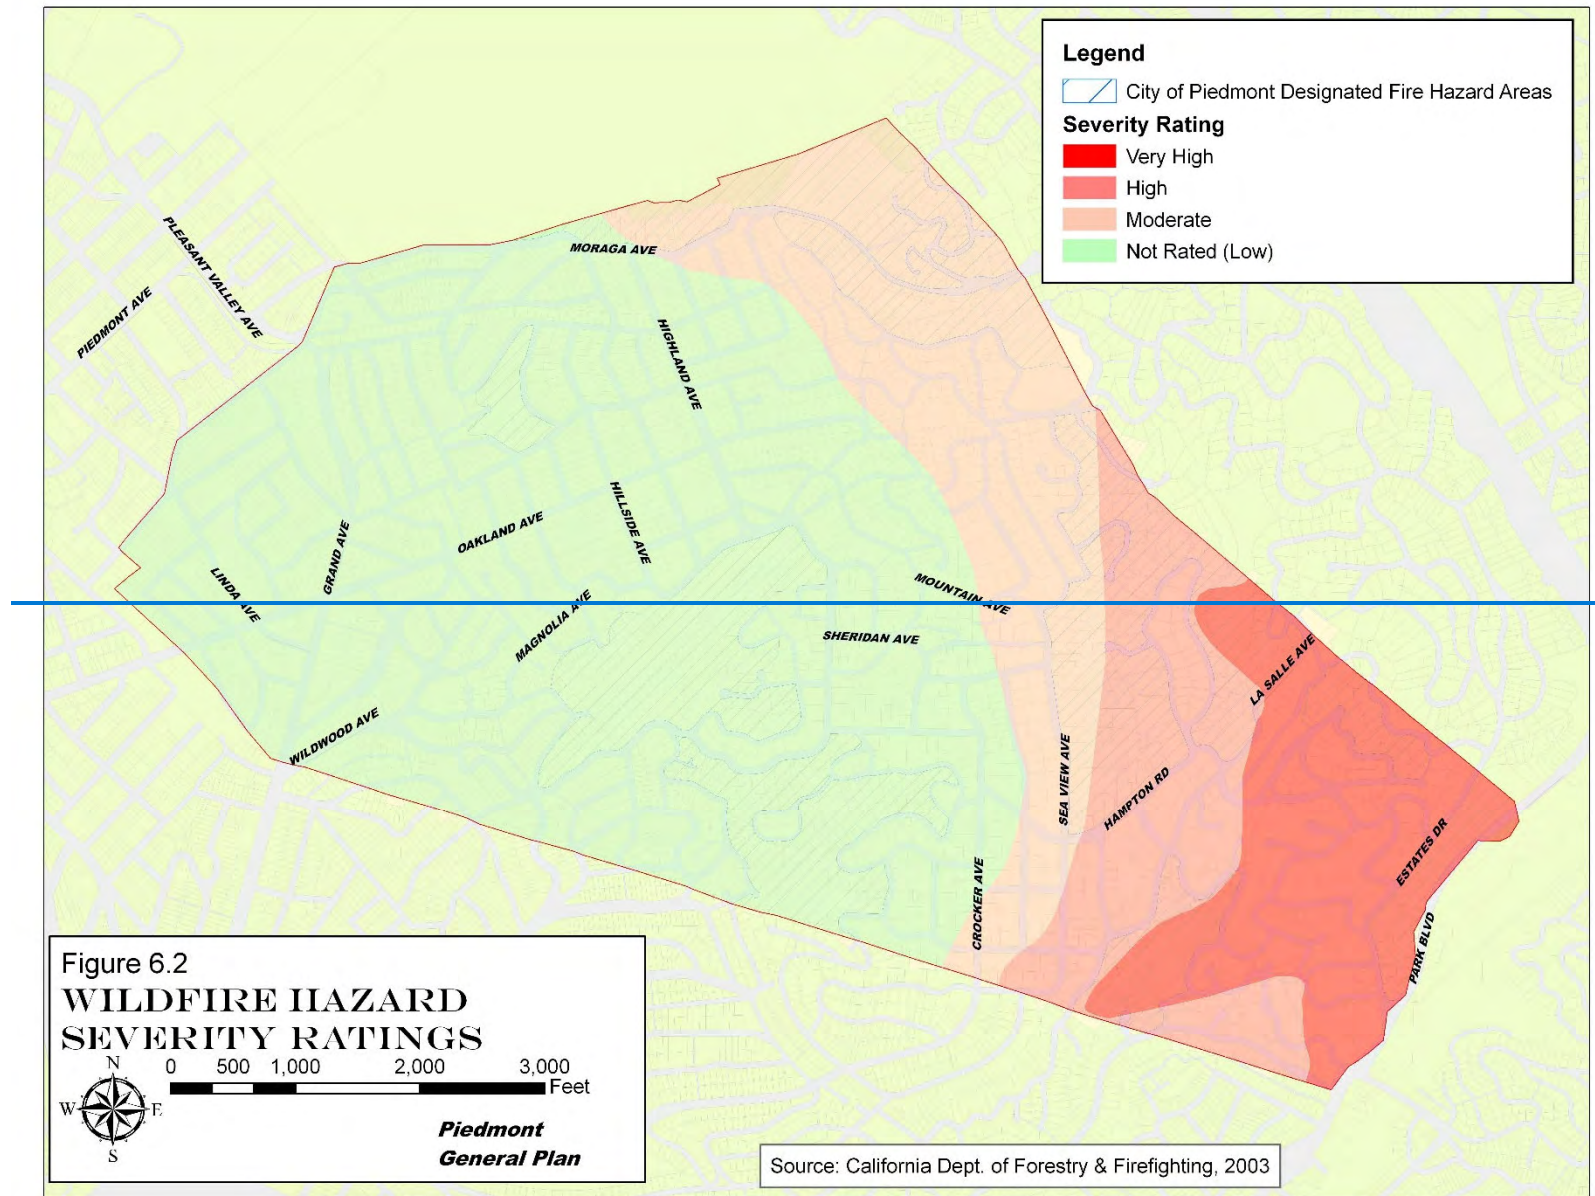 Legend
City of Piedmont Designated Fire Hazard Areas
Severity Rating
Very High
High
Moderate
Not Rated (Low)
PLEASANT VALLEY AVE
PIEDMONT AVE
MORAGA AVE
HIGHLAND AVE
HILLSIDE AVE
OAKLAND AVE
GRAND AVE
LINDA AVE
MAGNOLIA AVE
MOUNTAIN AVE
SHERIDAN AVE
LA SALLE AVE
WILDWOOD AVE
SEA VIEW AVE
HAMPTON RD
CROCKER AVE
ESTATES DR
PARK BLVD
Figure 6.2
WILDFIRE HAZARD
SEVERITY RATINGS
N
0 500 1,000 2,000 3,000
Feet
W E
S
Piedmont
General Plan
Source: California Dept. of Forestry & Firefighting, 2003